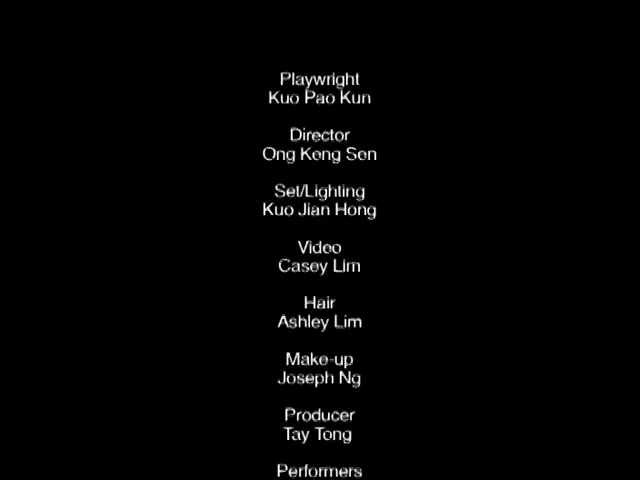 Playwright
Kuo Pao Kun
Director
Ong Keng Sen
Set/Lighting
Kuo Jian Hong
Video
Casey Lim
Hair
Ashley Lim
Make-up
Joseph Ng
Producer
Tay Tong
Performers